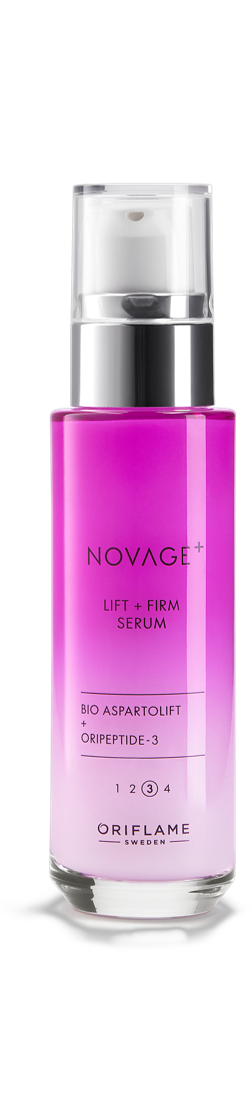 NOVAGE+
LIFT + FIRM
SERUM
BIO ASPARTOLIFT
+
ORIPEPTIDE-3
1 2 3 4
ORIFLAME
SWEDEN